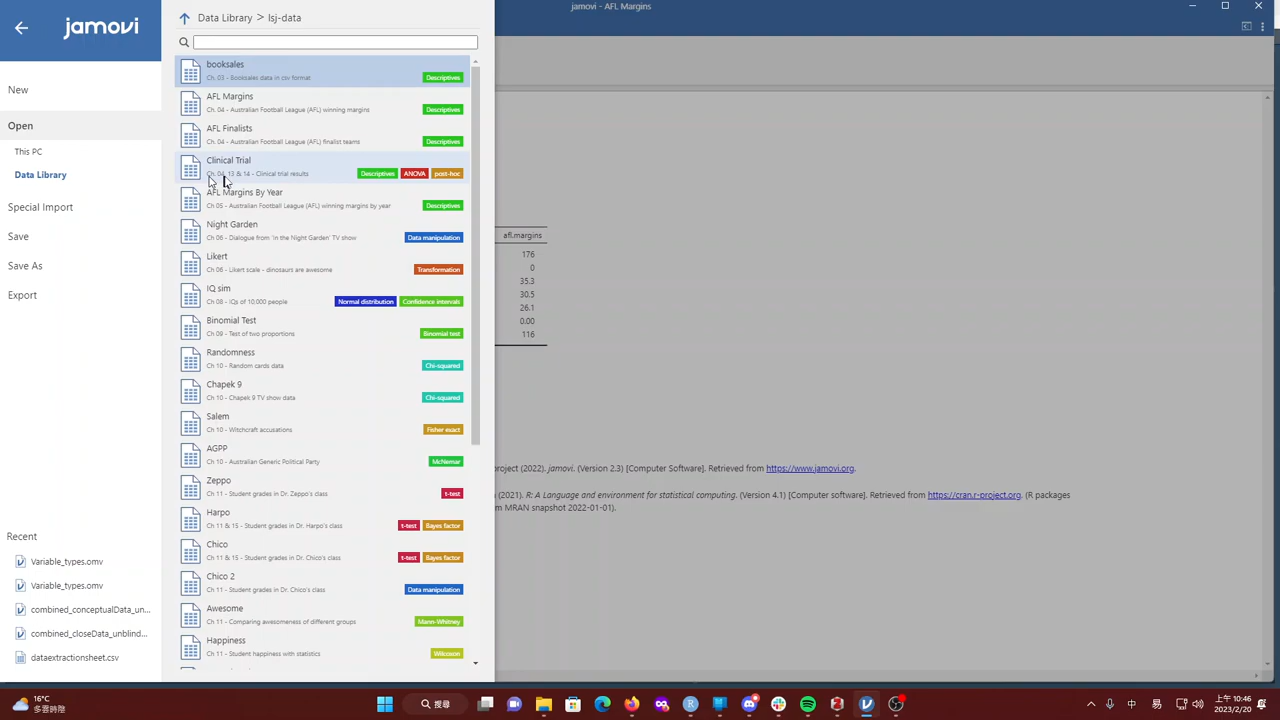 jamovi - AFL Margins
jamovi
Data Library > lsj-data
New
Open
This PC
Data Library
Special Import
Save
Save As
Export
booksales
Ch. 03 - Booksales data in csv format
Descriptives
AFL Margins
Ch. 04 - Australian Football League (AFL) winning margins
Descriptives
AFL Finalists
Ch. 04 - Australian Football League (AFL) finalist teams
Descriptives
Clinical Trial
Ch. 04, 13 & 14 - Clinical trial results
Descriptives ANOVA post-hoc
AFL Margins By Year
Ch 05 - Australian Football League (AFL) winning margins by year
Descriptives
Night Garden
Ch 06 - Dialogue from 'In the Night Garden' TV show
Data manipulation
Likert
Ch 06 - Likert scale - dinosaurs are awesome
Transformation
IQ sim
Ch 08 - IQs of 10,000 people
Normal distribution Confidence intervals
Binomial Test
Ch 09 - Test of two proportions
Binomial test
Randomness
Ch 10 - Random cards data
Chi-squared
Chapek 9
Ch 10 - Chapek 9 TV show data
Chi-squared
Salem
Ch 10 - Witchcraft accusations
Fisher exact
AGPP
Ch 10 - Australian Generic Political Party
McNemar
Zeppo
Ch 11 - Student grades in Dr. Zeppo's class
t-test
Harpo
Ch 11 & 15 - Student grades in Dr. Harpo's class
t-test Bayes factor
Chico
Ch 11 & 15 - Student grades in Dr. Chico's class
t-test Bayes factor
Chico 2
Ch 11 - Student grades in Dr. Chico's class
Data manipulation
Awesome
Ch 11 - Comparing awesomeness of different groups
Mann-Whitney
Happiness
Ch 11 - Student happiness with statistics
Wilcoxon
Recent
Variable_types.omv
Variable_types.omv
combined_conceptualData_un...
combined_closeData_unblind...
dataextractionsheet.csv
afl.margins
176
0
35.3
30.5
26.1
0.00
116
project (2022). jamovi. (Version 2.3) [Computer Software]. Retrieved from https://www.jamovi.org.
(2021). R: A Language and environment for statistical computing. (Version 4.1) [Computer software]. Retrieved from https://cran.r-project.org. (R packages
m MRAN snapshot 2022-01-01).
16°C
多雲時陰
搜尋
中
上午 10:46
2023/2/20